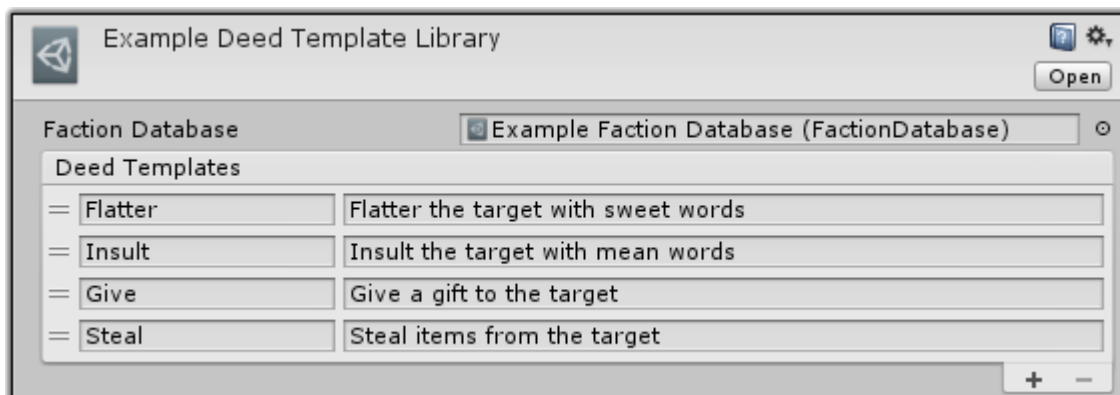 Example Deed Template Library
Open
Faction Database Example Faction Database (FactionDatabase)
Deed Templates
Flatter Flatter the target with sweet words
Insult Insult the target with mean words
Give Give a gift to the target
Steal Steal items from the target